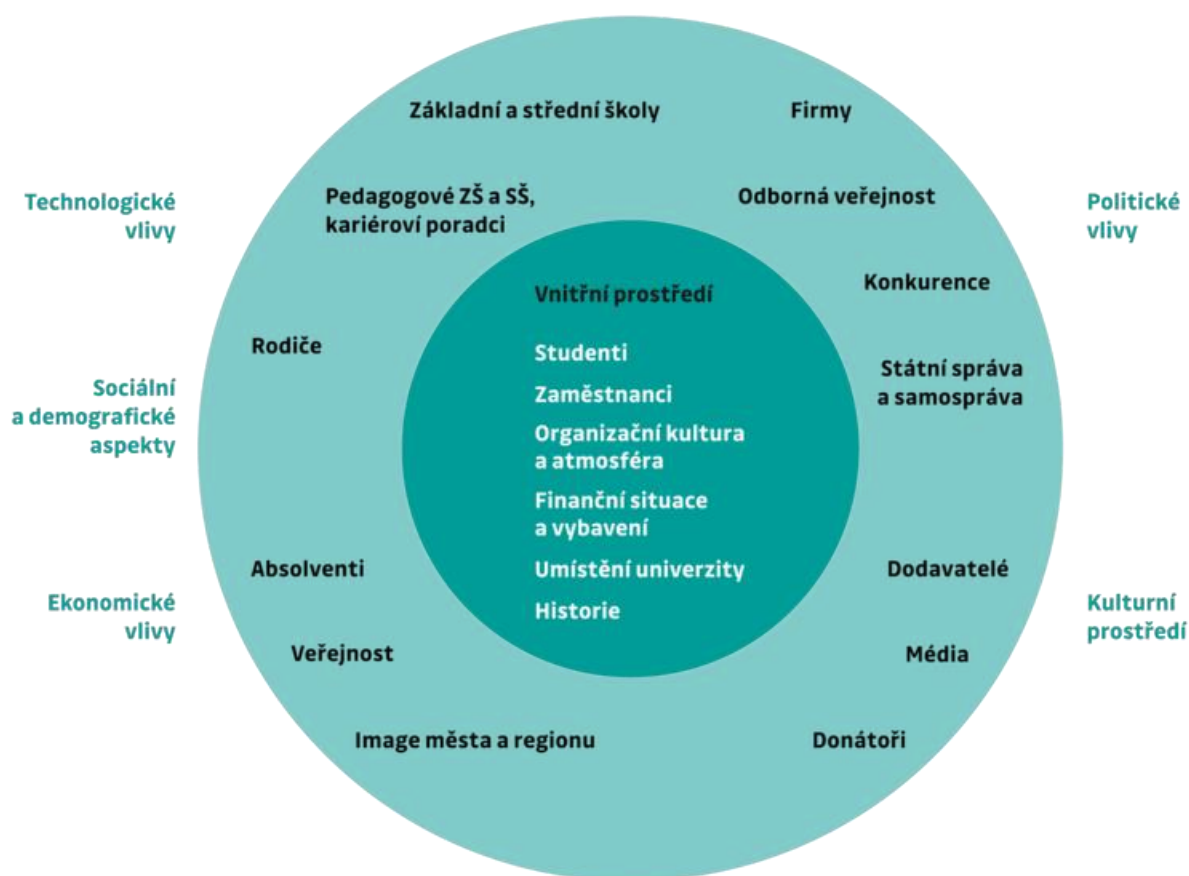 Základní a střední školy
Firmy
Technologické
vlivy
Pedagogové ZŠ a SŠ,
kariéroví poradci
Odborná veřejnost
Politické
vlivy
Konkurence
Vnitřní prostředí
Rodiče
Studenti
Státní správa
a samospráva
Sociální
a demografické
aspekty
Zaměstnanci
Organizační kultura
a atmosféra
Finanční situace
a vybavení
Absolventi
Umístění univerzity
Dodavatelé
Ekonomické
vlivy
Historie
Kulturní
prostředí
Veřejnost
Média
Image města a regionu
Donátoři